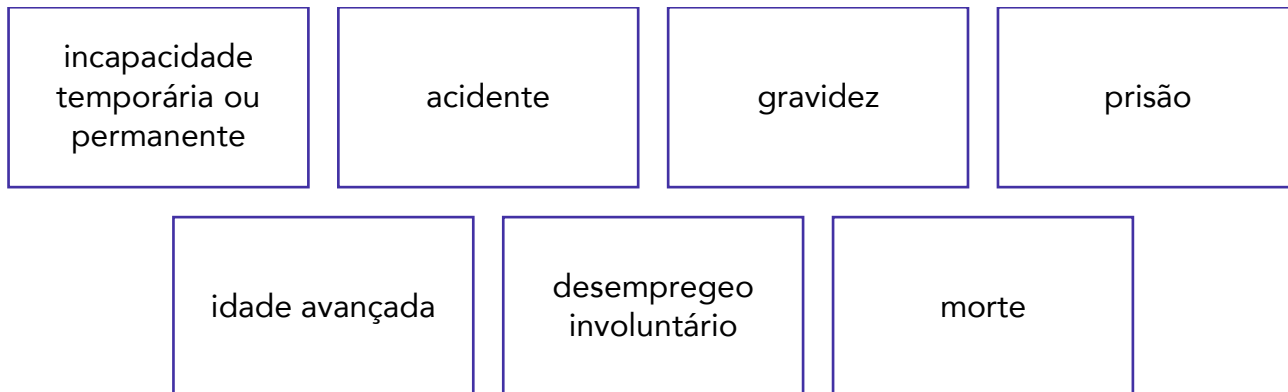 incapacidade
temporária ou
permanente
acidente
gravidez
prisão
idade avançada
desempregeo
involuntário
morte